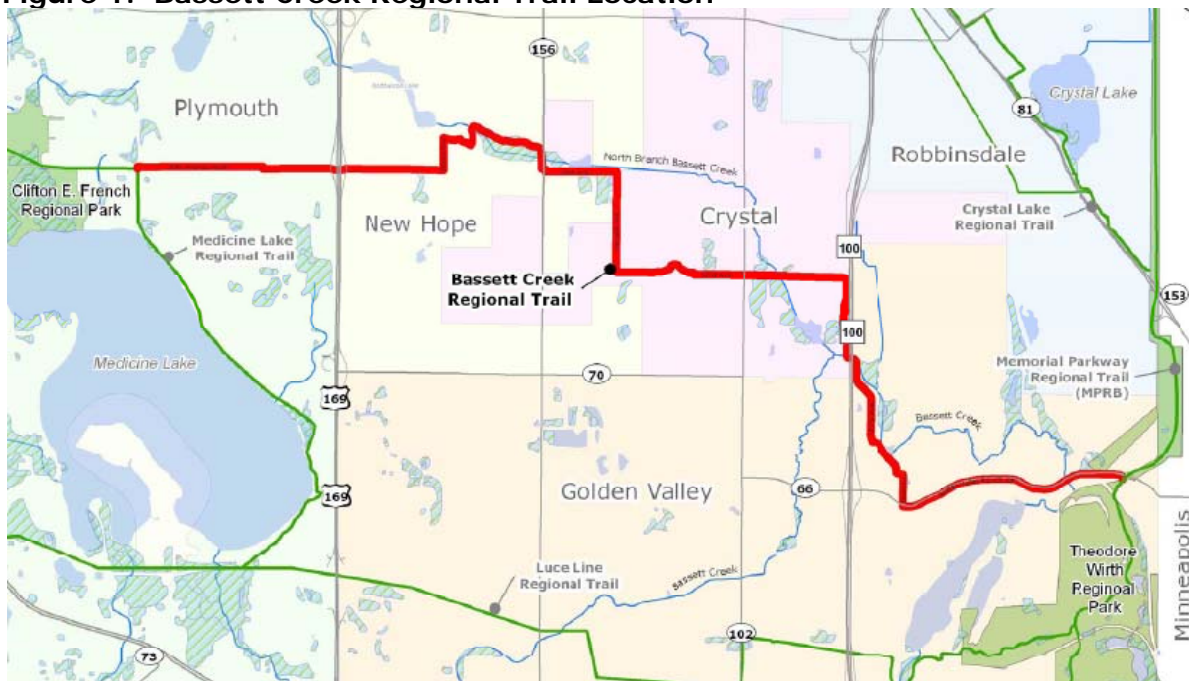 Figure 1. Bassett Creek Regional Trail Location
156
Plymouth
Crystal Lake
81
Robbinsdale
North Branch Bassett Creek
Clifton E. French
Regional Park
New Hope
Crystal
Crystal Lake
Regional Trail
Medicine Lake
Regional Trail
100
Bassett Creek
Regional Trail
153
100
Medicine Lake
70
Memorial Parkway
Regional Trail
(MPRB)
169
Bassett Creek
169
Golden Valley
66
Minneapolis
Theodore
Wirth
Reginoal
Park
Luce Line
Regional Trail
Bassett Creek
102
73